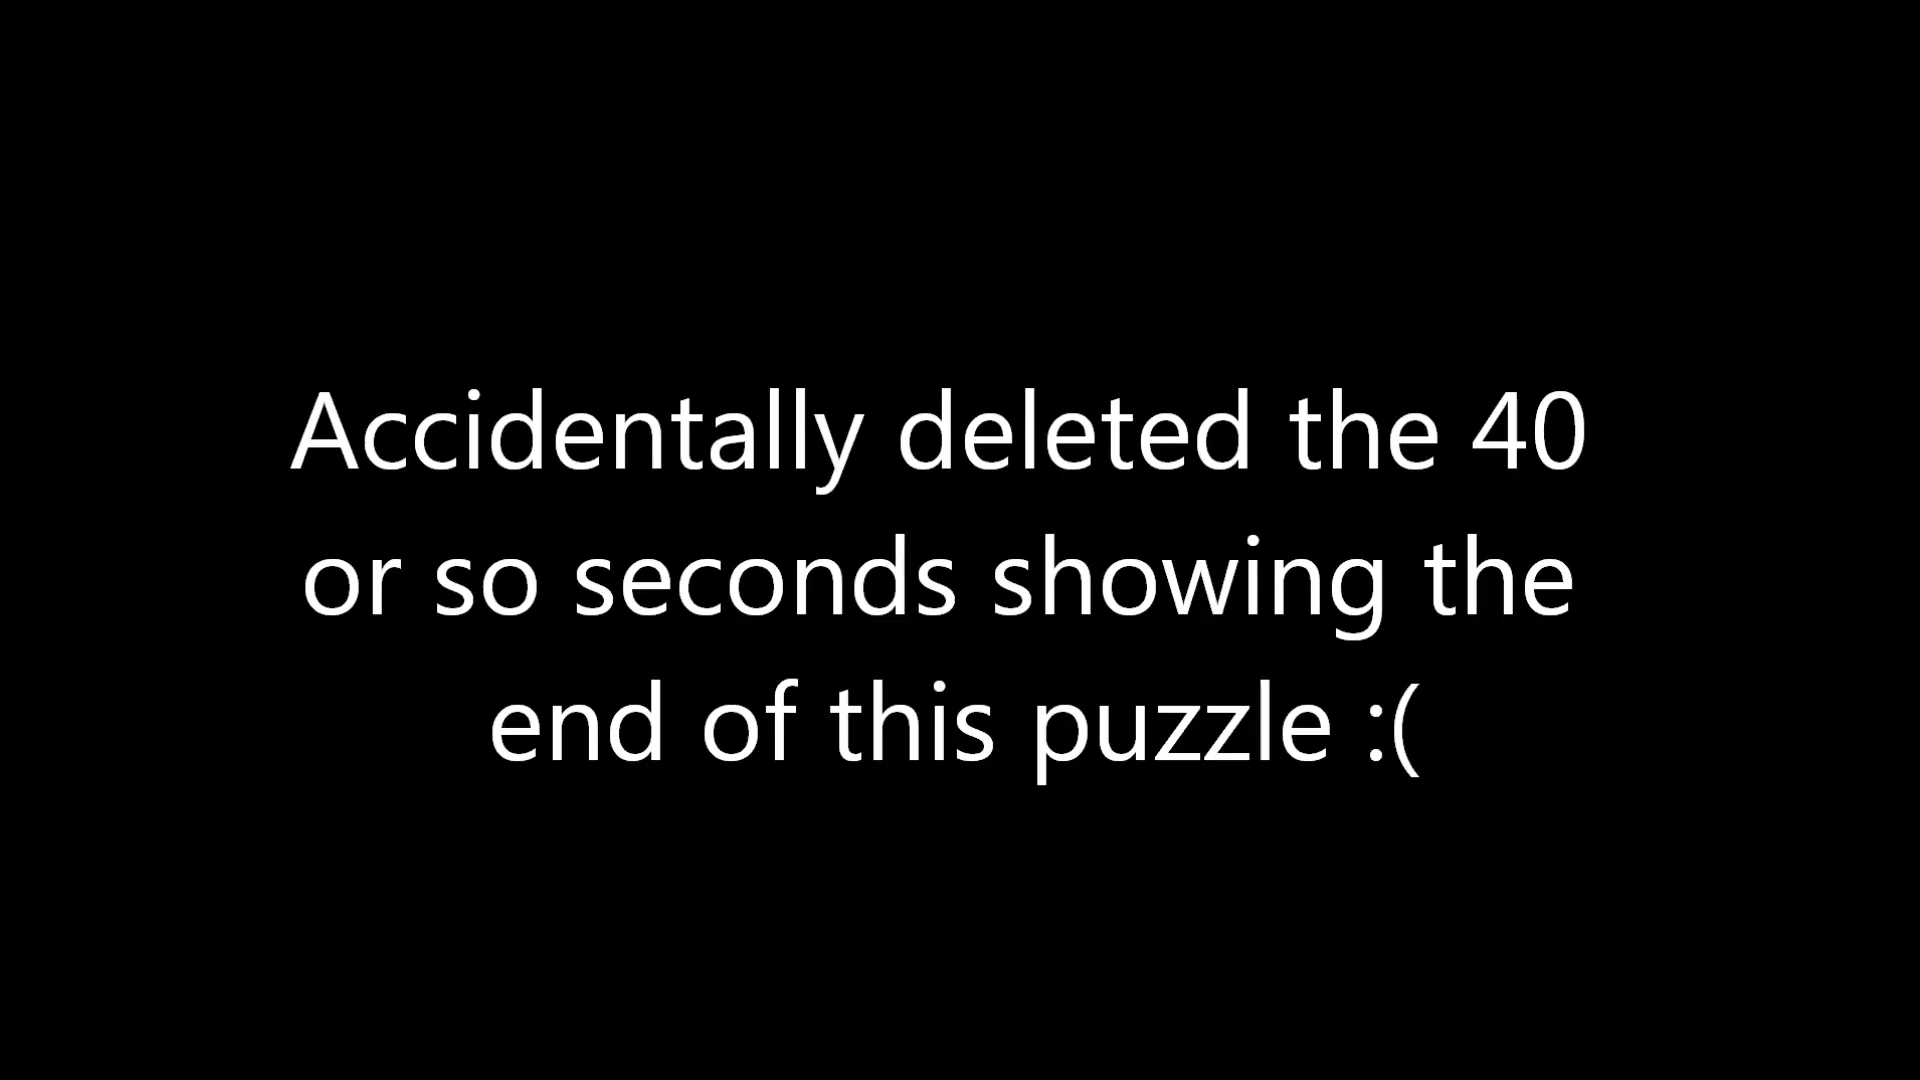 Accidentally deleted the 40
or so seconds showing the
end of this puzzle :(